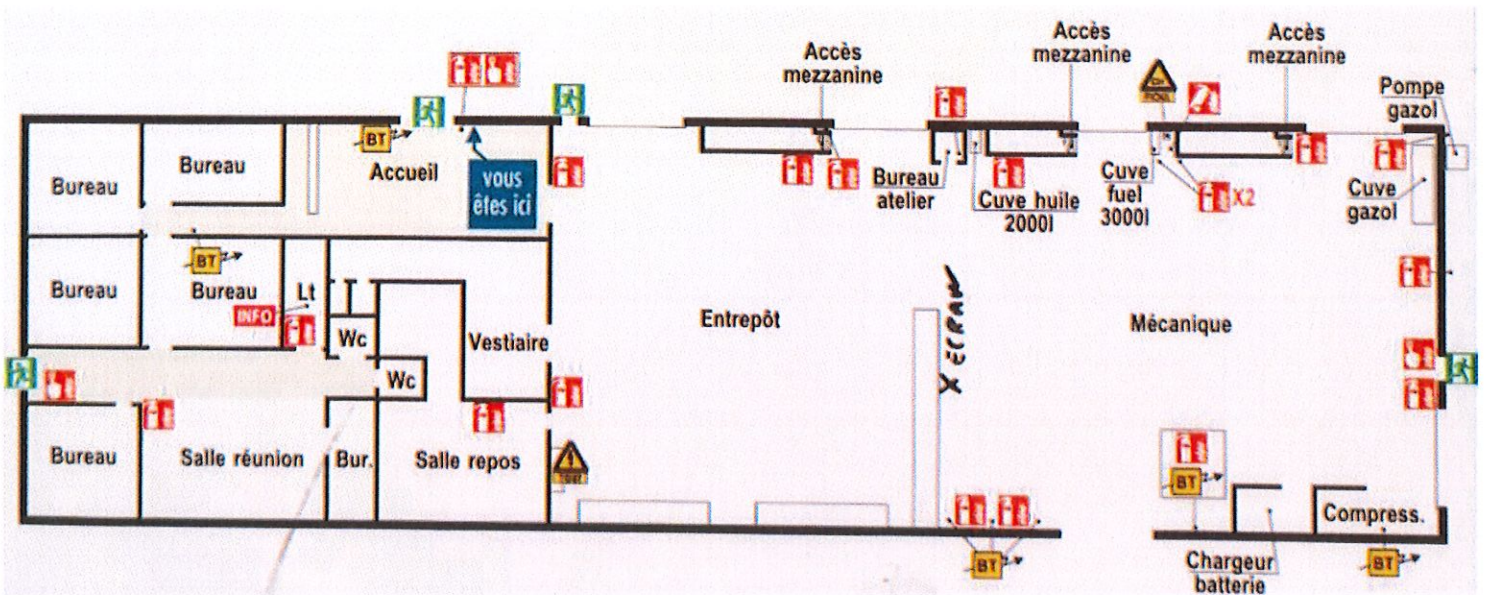 Accès
mezzanine
Accès
mezzanine
Accès
mezzanine
Pompe
gazol
BT
Accueil
vous
êtes ici
Bureau
Bureau
Bureau
atelier
Cuve huile
2000l
Cuve
fuel
3000l
X2
Cuve
gazol
BT
Bureau
Bureau
Lt
INFO
Wc
Wc
Vestiaire
Entrepôt
X ECRAN
Mécanique
Bureau
Salle réunion
Bur.
Salle repos
BT
BT
Chargeur
batterie
Compress.
BT